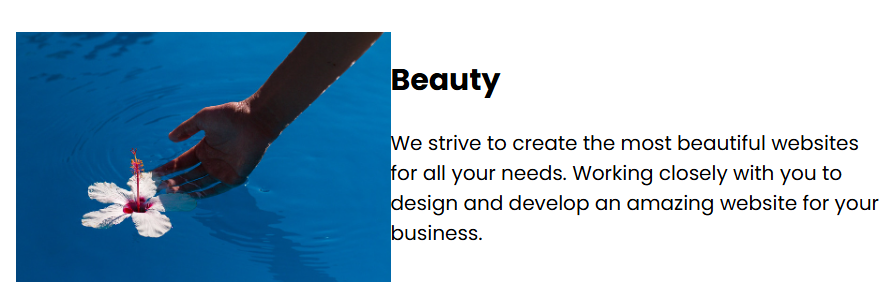 Beauty
We strive to create the most beautiful websites
for all your needs. Working closely with you to
design and develop an amazing website for your
business.